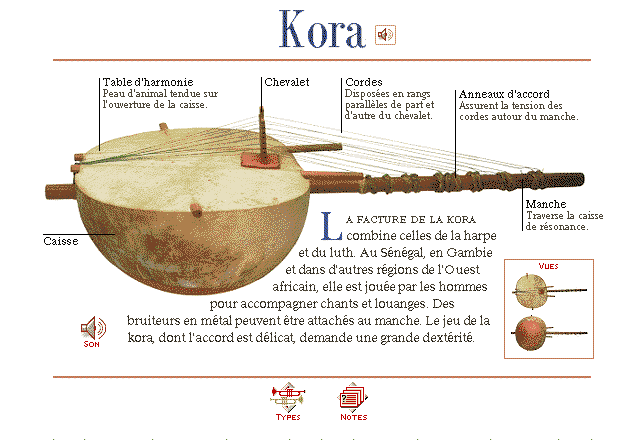 Kora
Table d'harmonie
Peau d'animal tendue sur
l'ouverture de la caisse.
Chevalet
Cordes
Disposées en rangs
parallèles de part et
d'autre du chevalet.
Anneaux d'accord
Assurent la tension des
cordes autour du manche.
Manche
Traverse la caisse
de résonance.
Caisse
LA FACTURE DE LA KORA
combine celles de la harpe
et du luth. Au Sénégal, en Gambie
et dans d'autres régions de l'Ouest
africain, elle est jouée par les hommes
pour accompagner chants et louanges. Des
bruiteurs en métal peuvent être attachés au manche. Le jeu de la
kora, dont l'accord est délicat, demande une grande dextérité.
VUES
SON
TYPES
NOTES